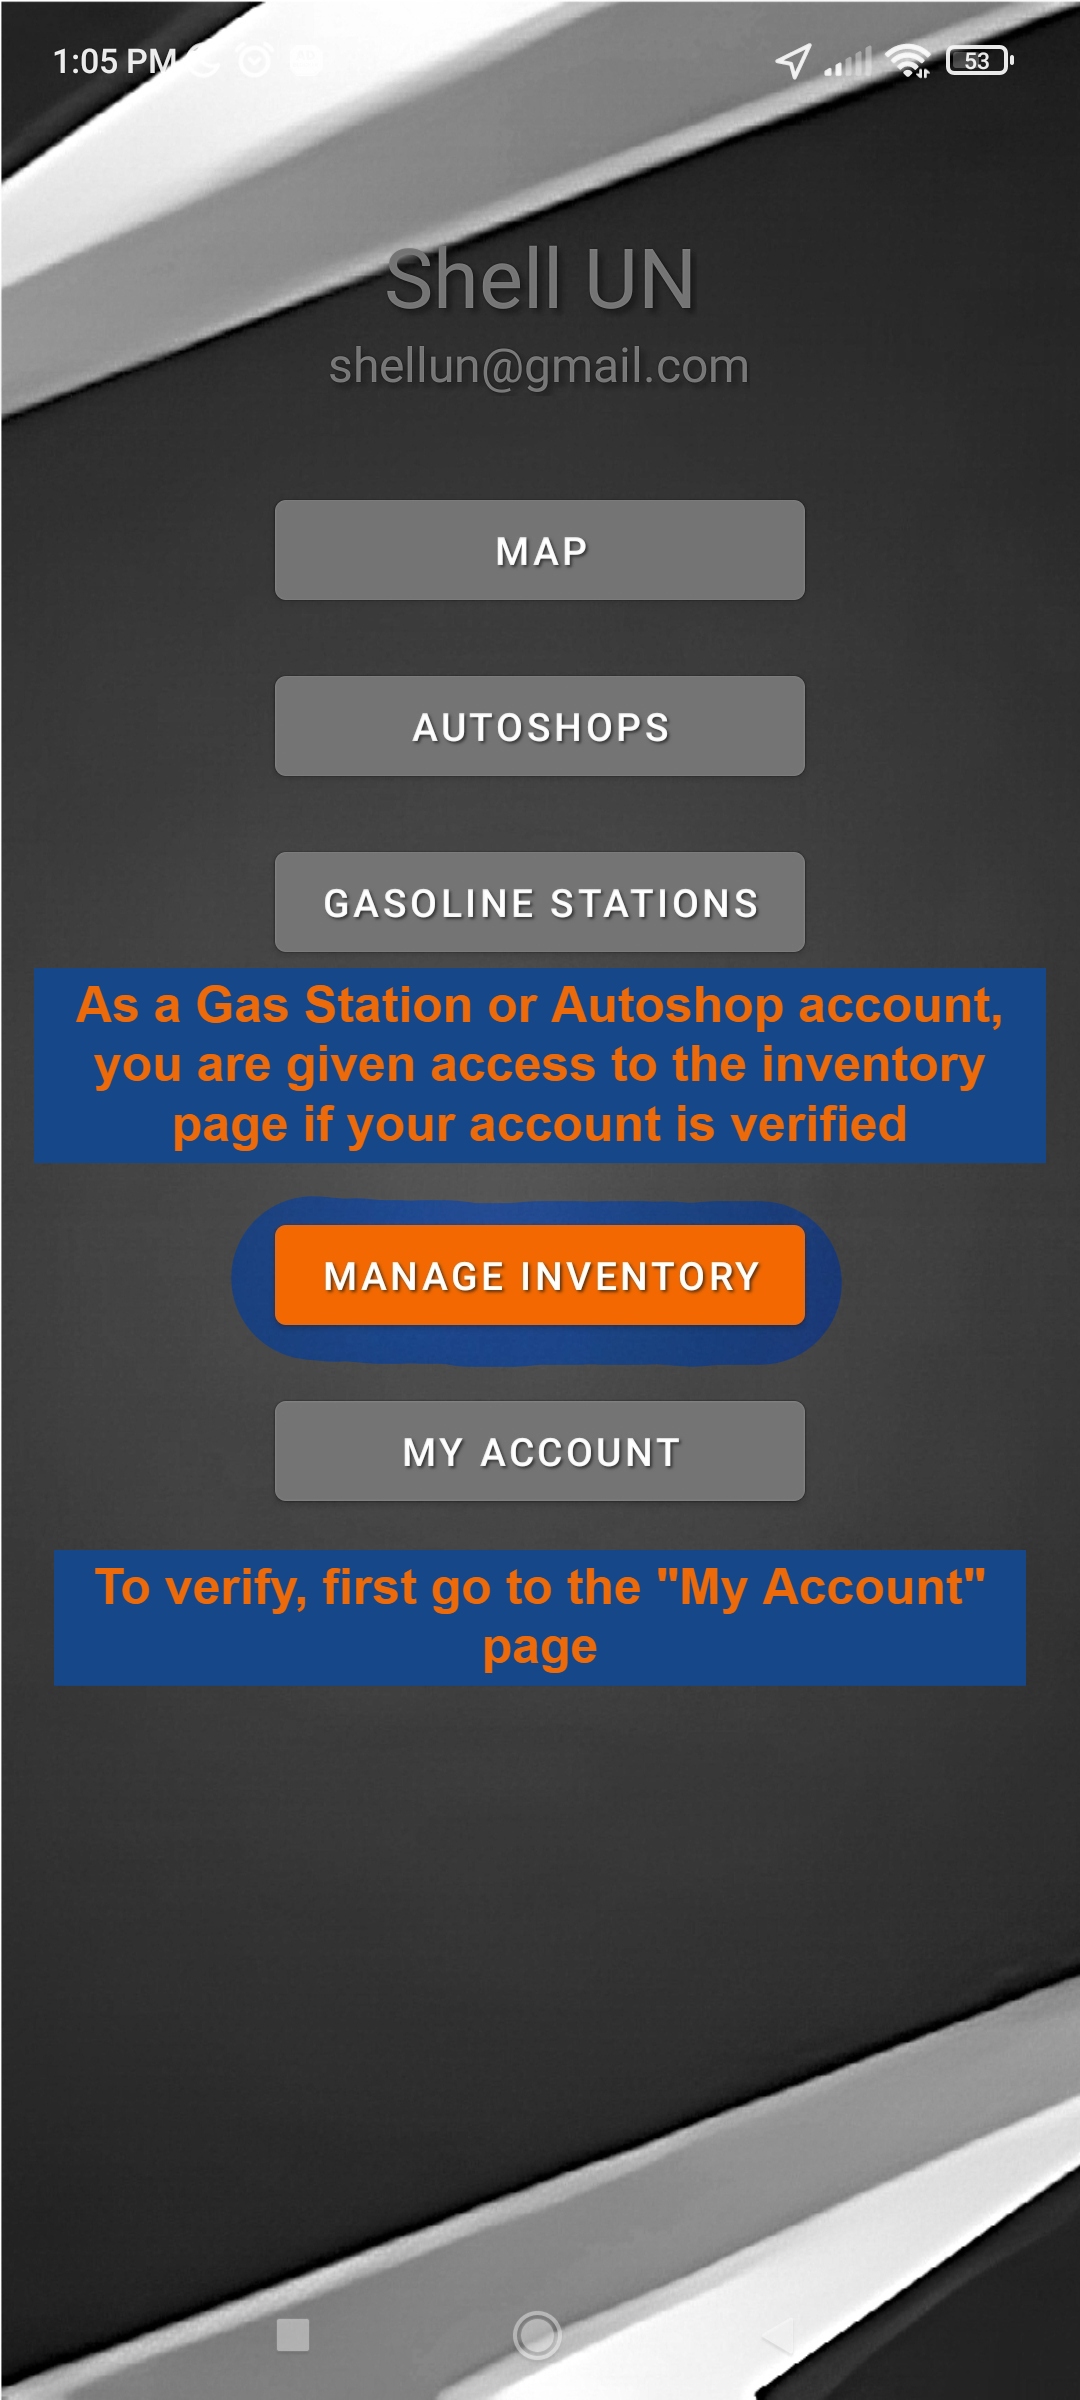 1:05 PM
53
Shell UN
shellun@gmail.com
MAP
AUTOSHOPS
GASOLINE STATIONS
As a Gas Station or Autoshop account,
you are given access to the inventory
page if your account is verified
MANAGE INVENTORY
MY ACCOUNT
To verify, first go to the "My Account"
page